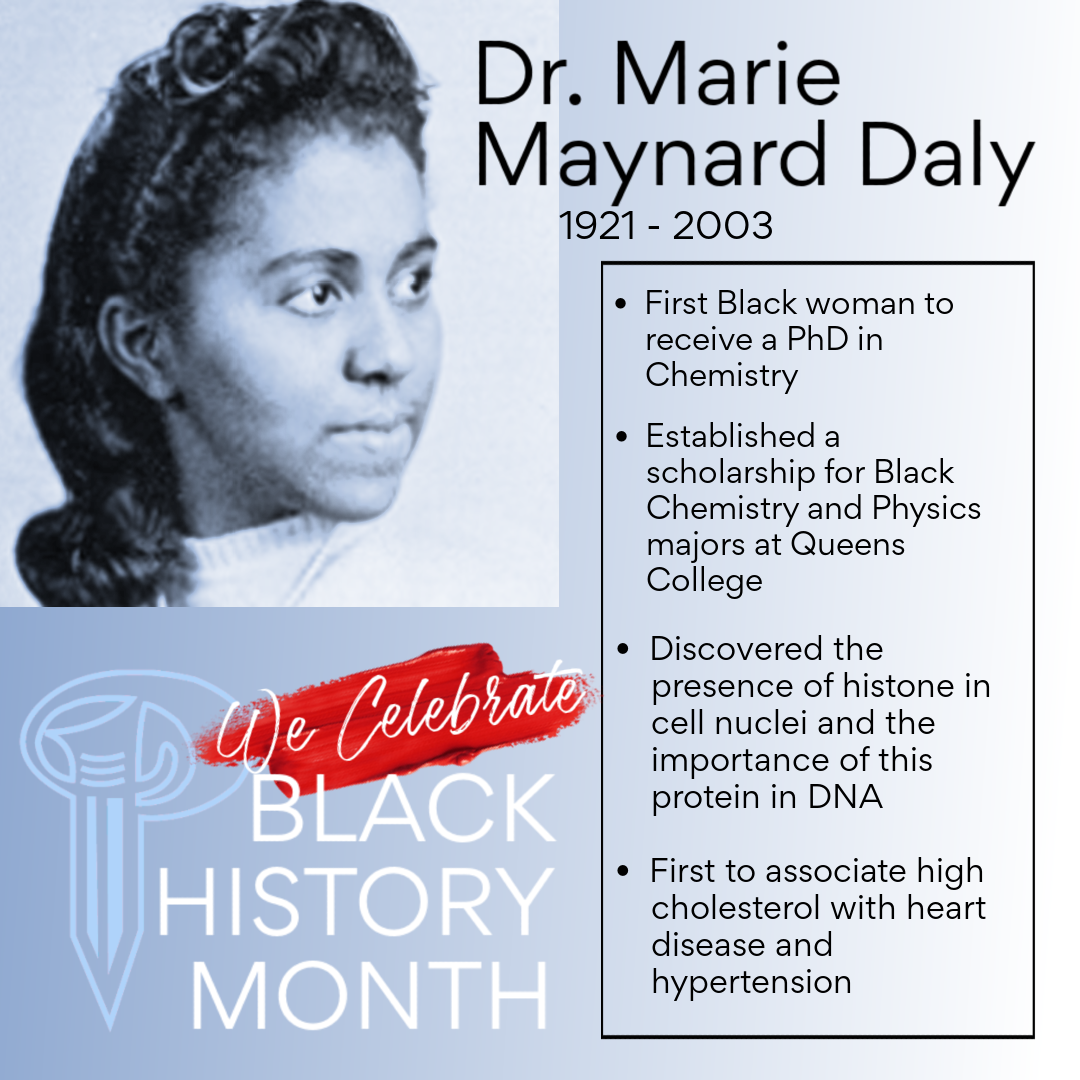 Dr. Marie
Maynard Daly
1921 - 2003
• First Black woman to
receive a PhD in
Chemistry
• Established a
scholarship for Black
Chemistry and Physics
majors at Queens
College
• Discovered the
presence of histone in
cell nuclei and the
importance of this
protein in DNA
• First to associate high
cholesterol with heart
disease and
hypertension
We Celebrate
BLACK
HISTORY
MONTH